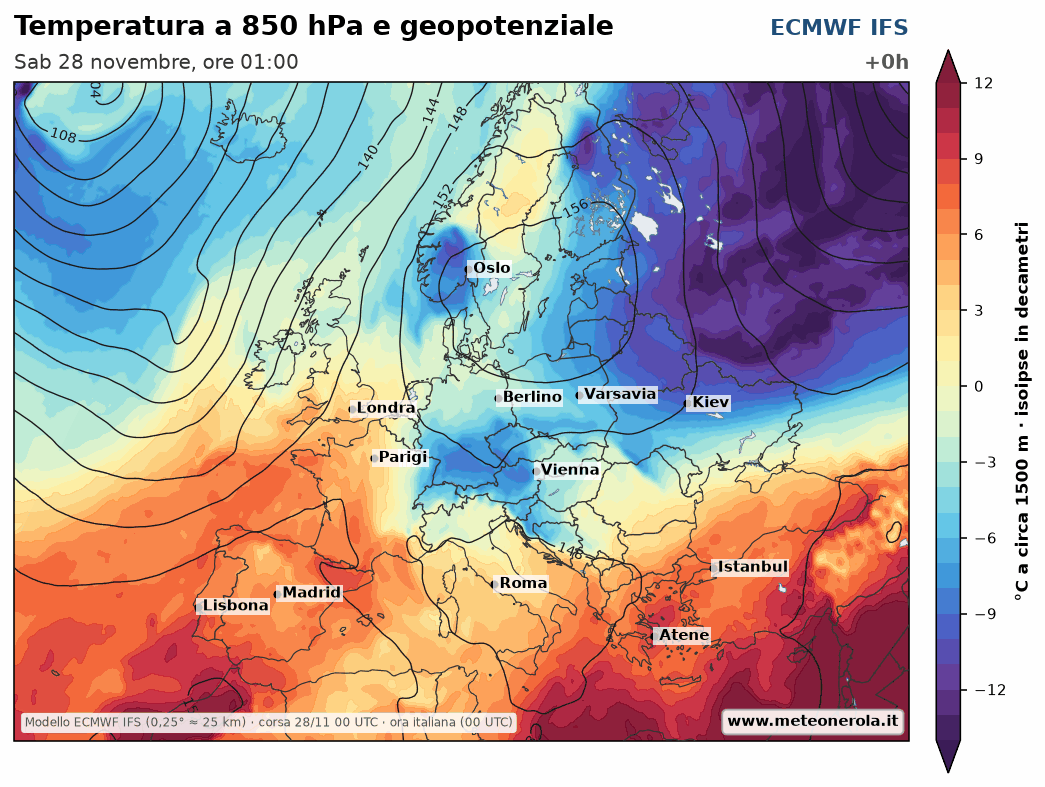 Temperatura a 850 hPa e geopotenziale
ECMWF IFS
Sab 28 novembre, ore 01:00
+0h
104
108
144
148
140
152
156
Oslo
Berlino
Varsavia
Kiev
Londra
Parigi
Vienna
148
Istanbul
Roma
Madrid
Lisbona
Atene
Modello ECMWF IFS (0,25° ≈ 25 km) · corsa 28/11 00 UTC · ora italiana (00 UTC)
www.meteonerola.it
12
9
6
3
0
−3
−6
−9
−12
°C a circa 1500 m · isoipse in decametri